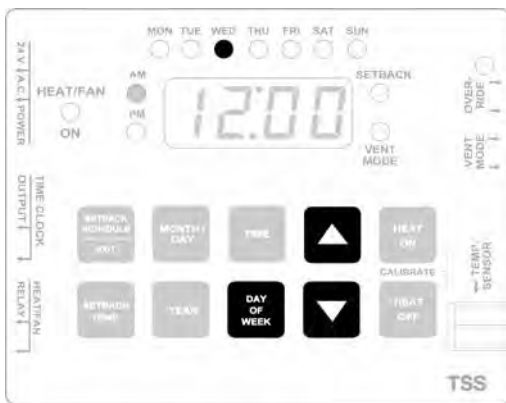 MON TUE WED THU FRI SAT SUN
24 V. A.C. POWER
AM
SETBACK
HEAT/FAN
ON
12:00
PM
VENT
MODE
OVER-
RIDE
VENT
MODE
TIME CLOCK
OUTPUT
SETBACK
SCHEDULE
EXIT
MONTH /
DAY
TIME
HEAT
ON
CALIBRATE
TEMP.
SENSOR
HEAT/FAN
RELAY
SETBACK
TEMP
YEAR
DAY
OF
WEEK
HEAT
OFF
TSS